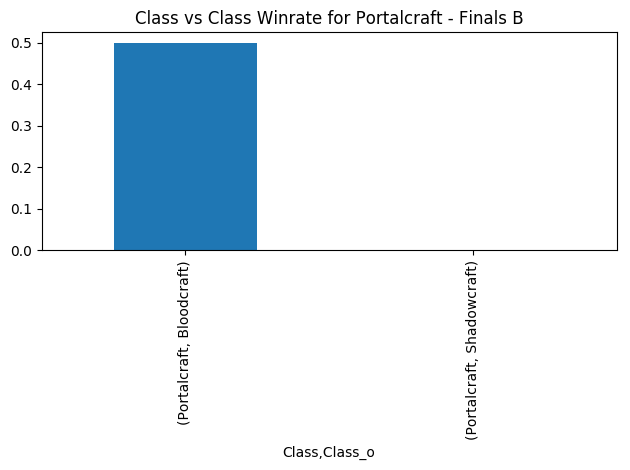 Class vs Class Winrate for Portalcraft - Finals B
0.5
0.4
0.3
0.2
0.1
0.0
(Portalcraft, Bloodcraft)
(Portalcraft, Shadowcraft)
Class,Class_o